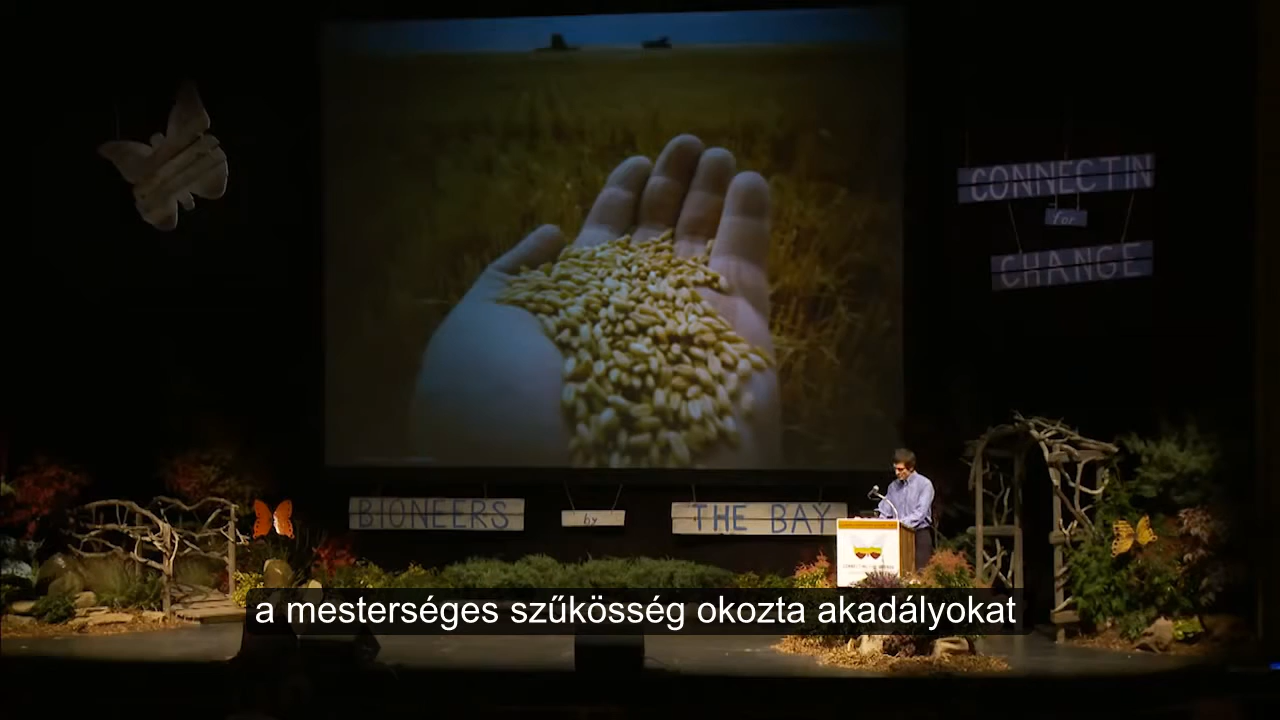 CONNECTIN
for
CHANGE
BIONEERS
by
THE BAY
a mesterséges szűkösség okozta akadályokat